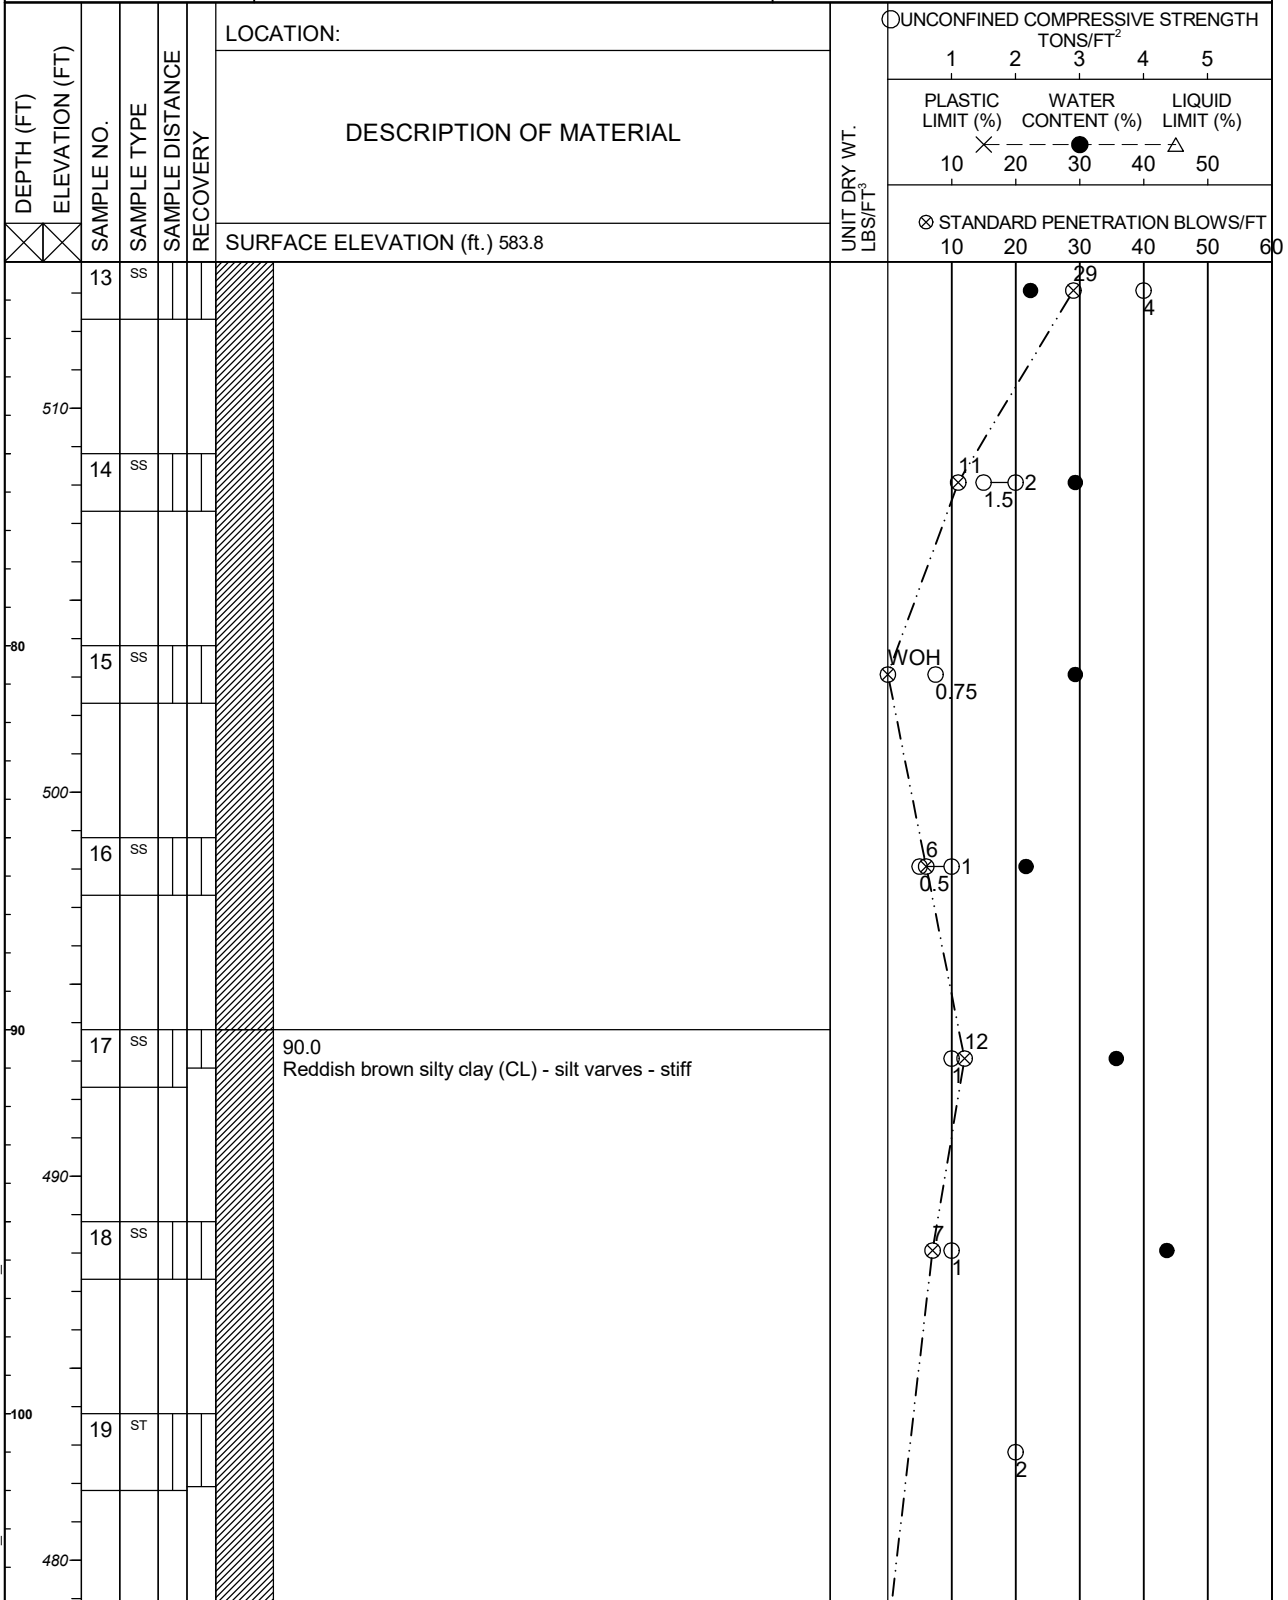 DEPTH (FT)
ELEVATION (FT)
SAMPLE NO.
SAMPLE TYPE
SAMPLE DISTANCE
RECOVERY
LOCATION:
DESCRIPTION OF MATERIAL
SURFACE ELEVATION (ft.) 583.8
UNIT DRY WT.
LBS/FT³
UNCONFINED COMPRESSIVE STRENGTH
TONS/FT²
1 2 3 4 5
PLASTIC LIMIT (%)
WATER CONTENT (%)
LIQUID LIMIT (%)
10 20 30 40 50
STANDARD PENETRATION BLOWS/FT
10 20 30 40 50 60
13 SS
29
4
510
14 SS
11
1.5
2
80
15 SS
WOH
0.75
500
16 SS
6
0.5
1
90
17 SS
90.0
Reddish brown silty clay (CL) - silt varves - stiff
12
1
490
18 SS
7
1
100
19 ST
2
480